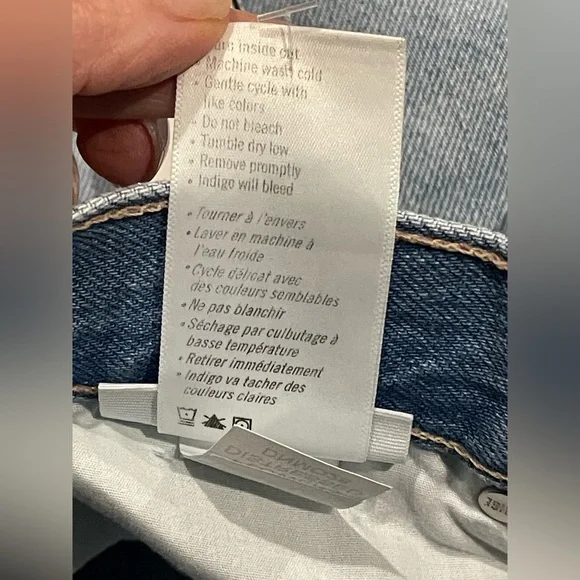 inside out
• Machine wash cold
• Gentle cycle with
like colors
• Do not bleach
• Tumble dry low
• Remove promptly
• Indigo will bleed
• Tourner à l'envers
• Laver en machine à
l'eau froide
• Cycle délicat avec
des couleurs semblables
• Ne pas blanchir
• Séchage par culbutage à
basse température
• Retirer immédiatement
• Indigo va tacher des
couleurs claires